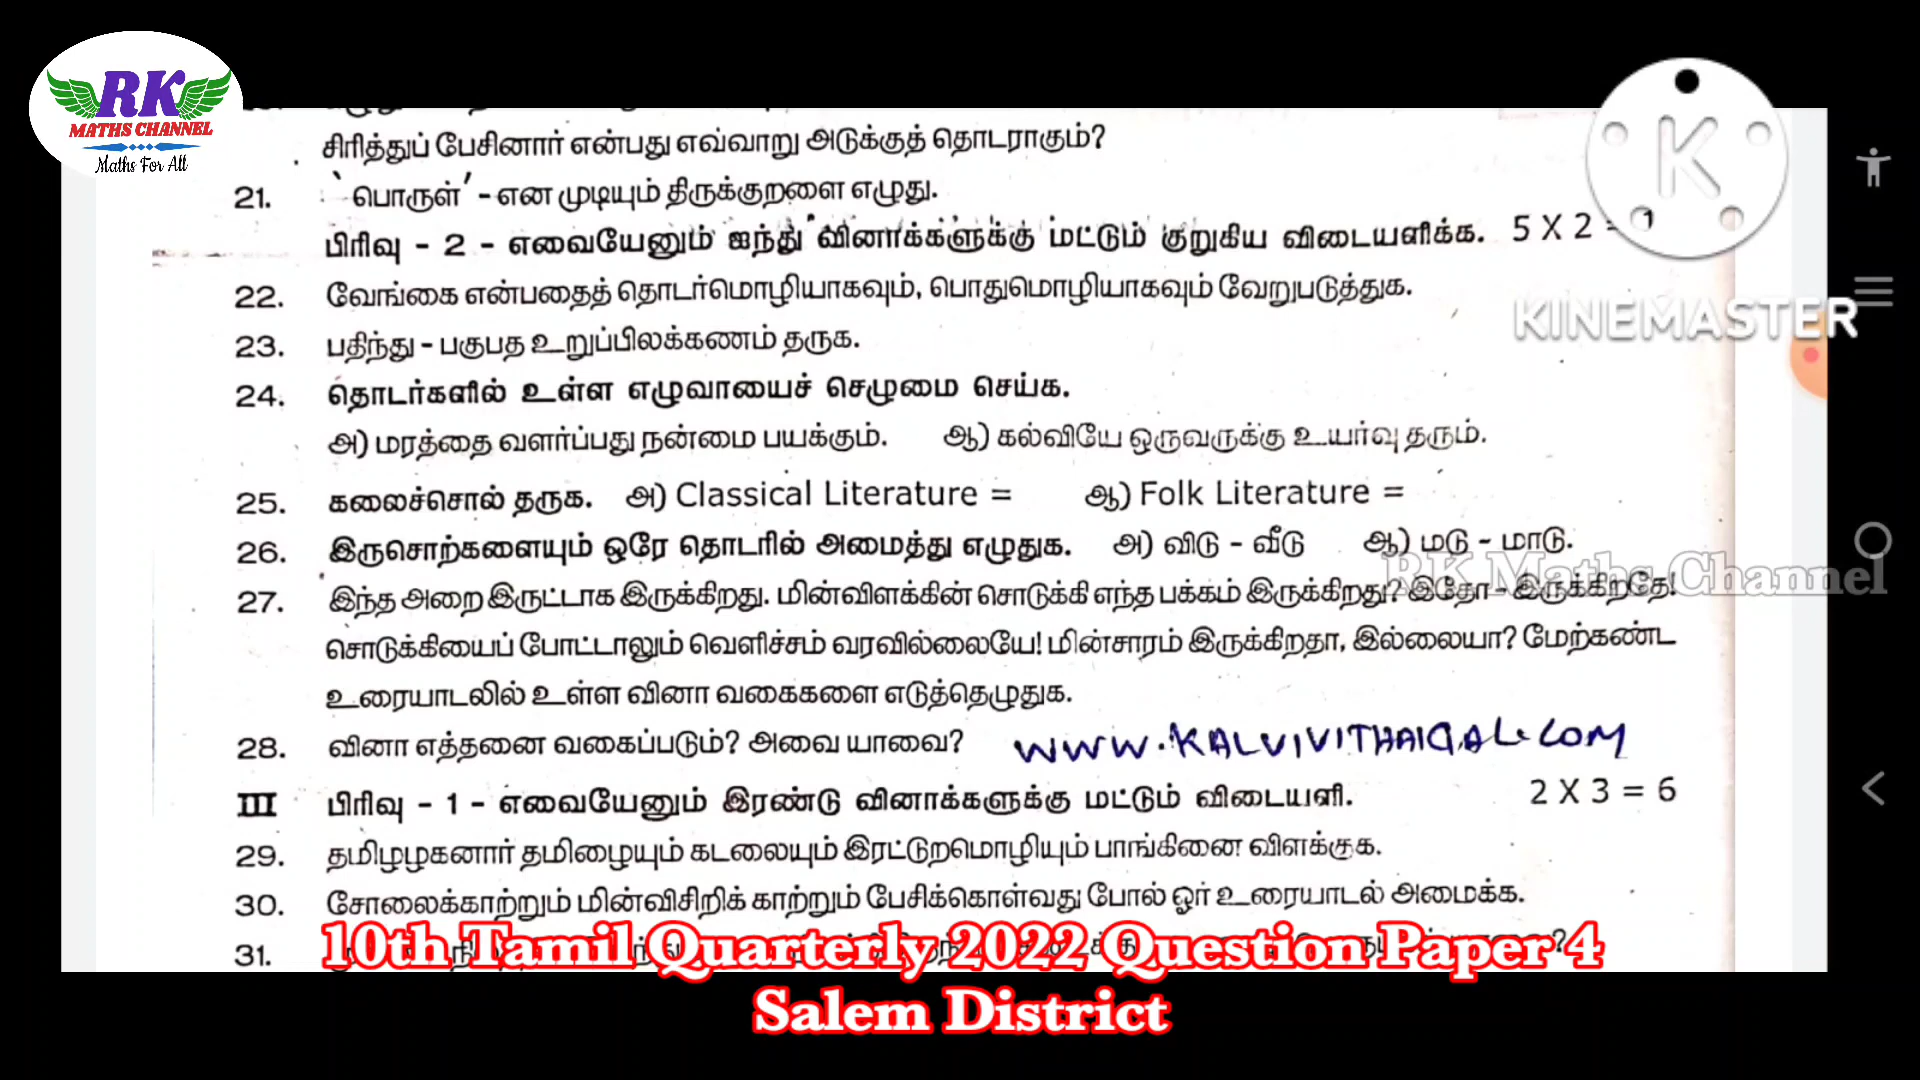 RK
MATHS CHANNEL
Maths For All
சிரித்துப் பேசினார் என்பது எவ்வாறு அடுக்குத் தொடராகும்?
21. 'பொருள்' - என முடியும் திருக்குறளை எழுது.
பிரிவு - 2 - எவையேனும் ஐந்து வினாக்களுக்கு மட்டும் குறுகிய விடையளிக்க. 5 X 2 =
K
KINEMASTER
22. வேங்கை என்பதைத் தொடர்மொழியாகவும், பொதுமொழியாகவும் வேறுபடுத்துக.
23. பதிந்து - பகுபத உறுப்பிலக்கணம் தருக.
24. தொடர்களில் உள்ள எழுவாயைச் செழுமை செய்க.
அ) மரத்தை வளர்ப்பது நன்மை பயக்கும். ஆ) கல்வியே ஒருவருக்கு உயர்வு தரும்.
25. கலைச்சொல் தருக. அ) Classical Literature = ஆ) Folk Literature =
26. இருசொற்களையும் ஒரே தொடரில் அமைத்து எழுதுக. அ) விடு - வீடு ஆ) மடு - மாடு.
RK Maths Channel
27. இந்த அறை இருட்டாக இருக்கிறது. மின்விளக்கின் சொடுக்கி எந்த பக்கம் இருக்கிறது? இதோ - இருக்கிறதே!
சொடுக்கியைப் போட்டாலும் வெளிச்சம் வரவில்லையே! மின்சாரம் இருக்கிறதா, இல்லையா? மேற்கண்ட
உரையாடலில் உள்ள வினா வகைகளை எடுத்தெழுதுக.
28. வினா எத்தனை வகைப்படும்? அவை யாவை? WWW.KALVIVITHAIGAL.COM
III பிரிவு - 1 - எவையேனும் இரண்டு வினாக்களுக்கு மட்டும் விடையளி. 2 X 3 = 6
29. தமிழழகனார் தமிழையும் கடலையும் இரட்டுறமொழியும் பாங்கினை விளக்குக.
30. சோலைக்காற்றும் மின்விசிறிக் காற்றும் பேசிக்கொள்வது போல் ஓர் உரையாடல் அமைக்க.
31.
10th Tamil Quarterly 2022 Question Paper 4
Salem District